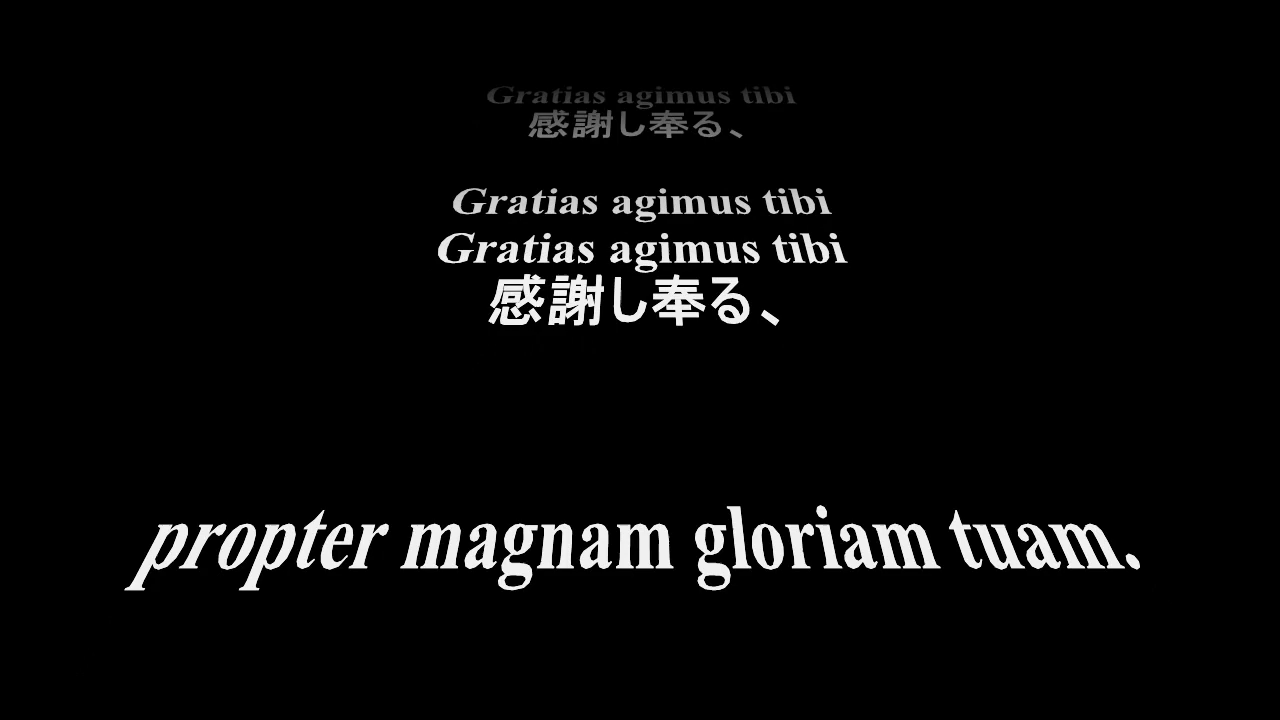 Gratias agimus tibi
感謝し奉る、
Gratias agimus tibi
Gratias agimus tibi
感謝し奉る、
propter magnam gloriam tuam.